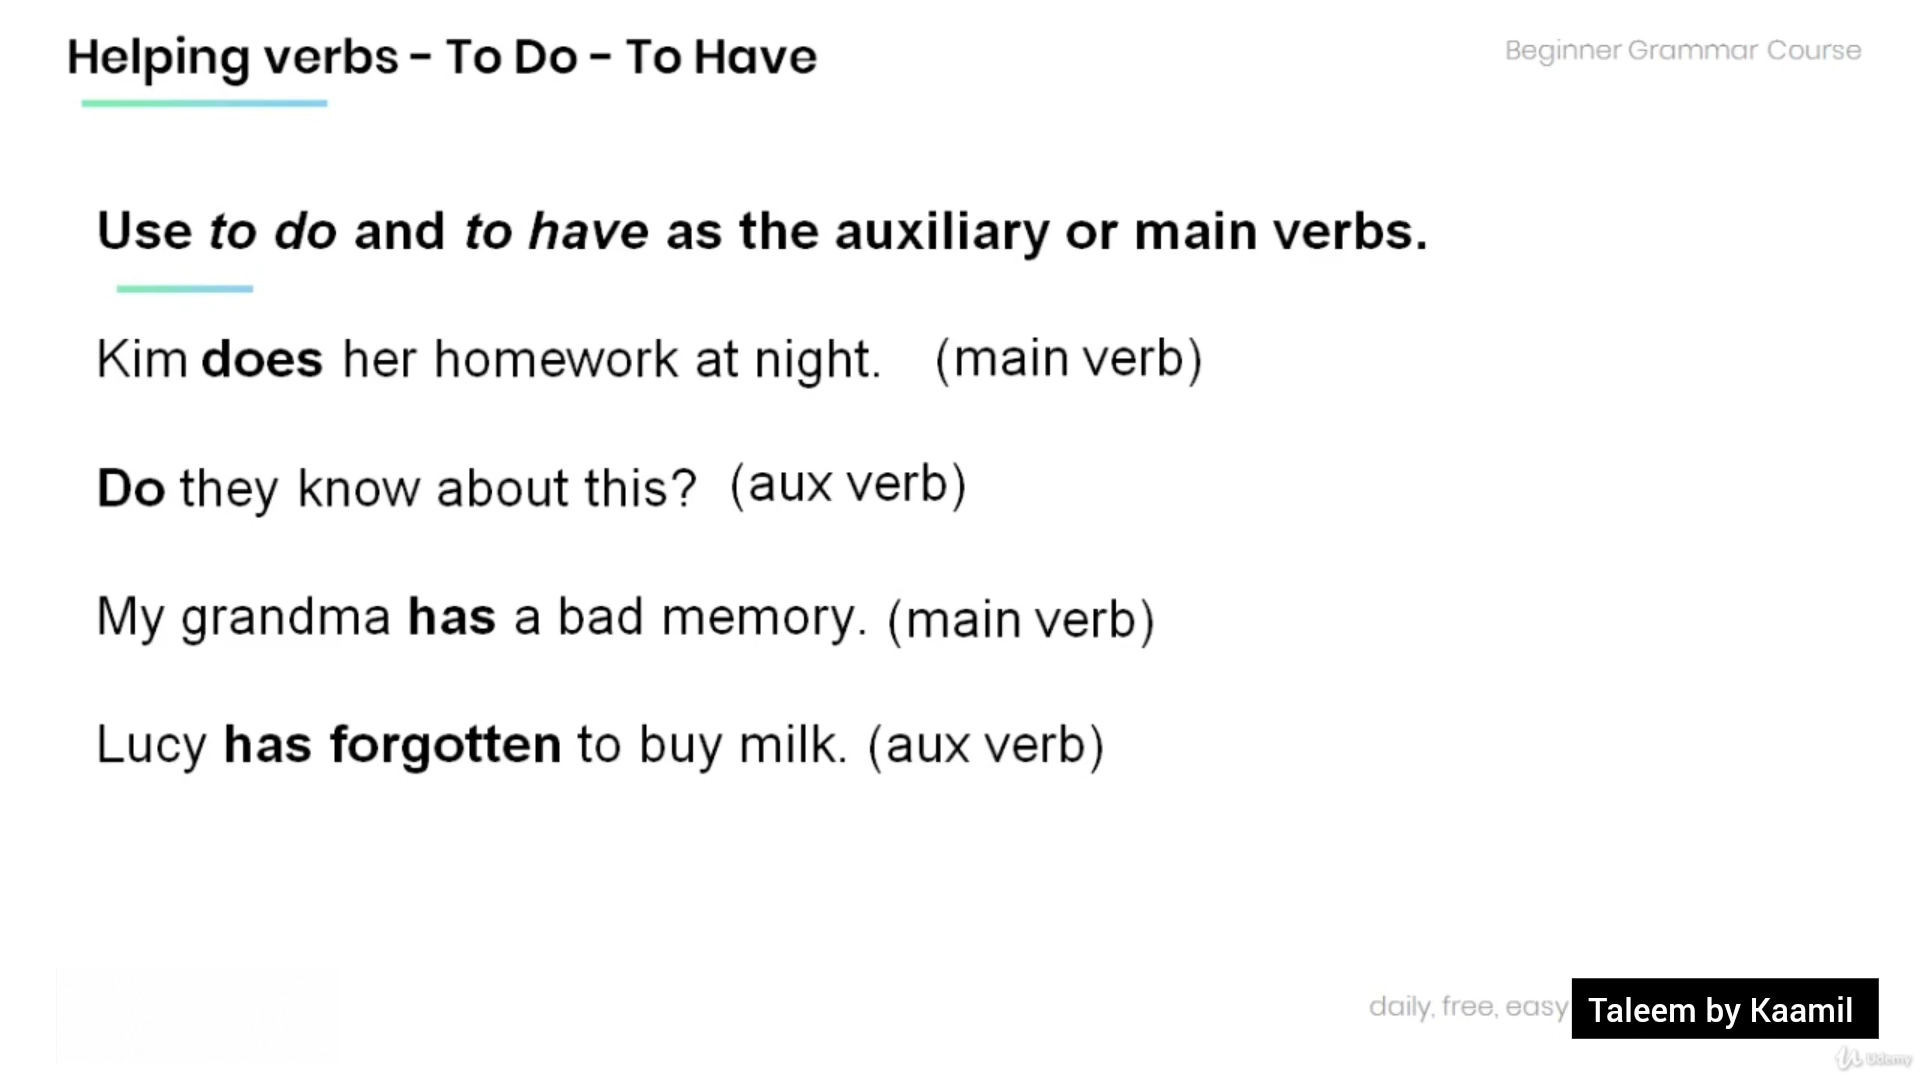 Helping verbs - To Do - To Have
Beginner Grammar Course
Use to do and to have as the auxiliary or main verbs.
Kim does her homework at night. (main verb)
Do they know about this? (aux verb)
My grandma has a bad memory. (main verb)
Lucy has forgotten to buy milk. (aux verb)
daily, free, easy
Taleem by Kaamil
Udemy